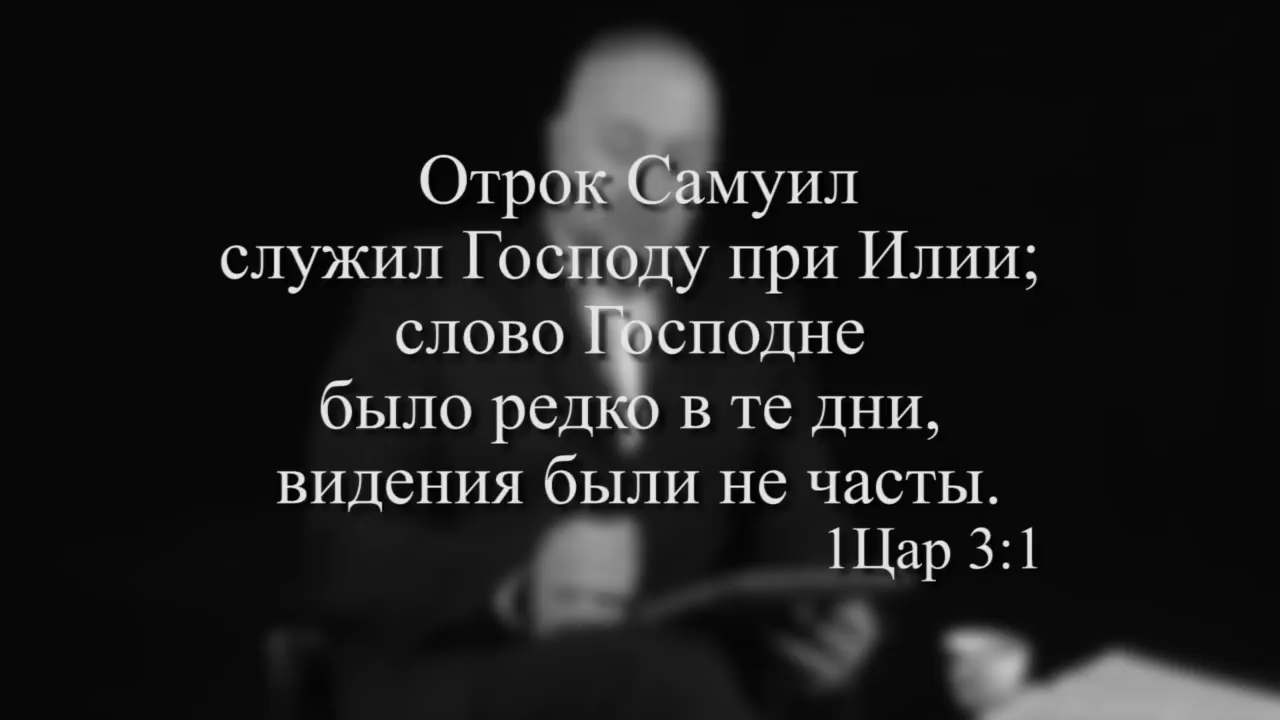 Отрок Самуил
служил Господу при Илии;
слово Господне
было редко в те дни,
видения были не часты.
1Цар 3:1